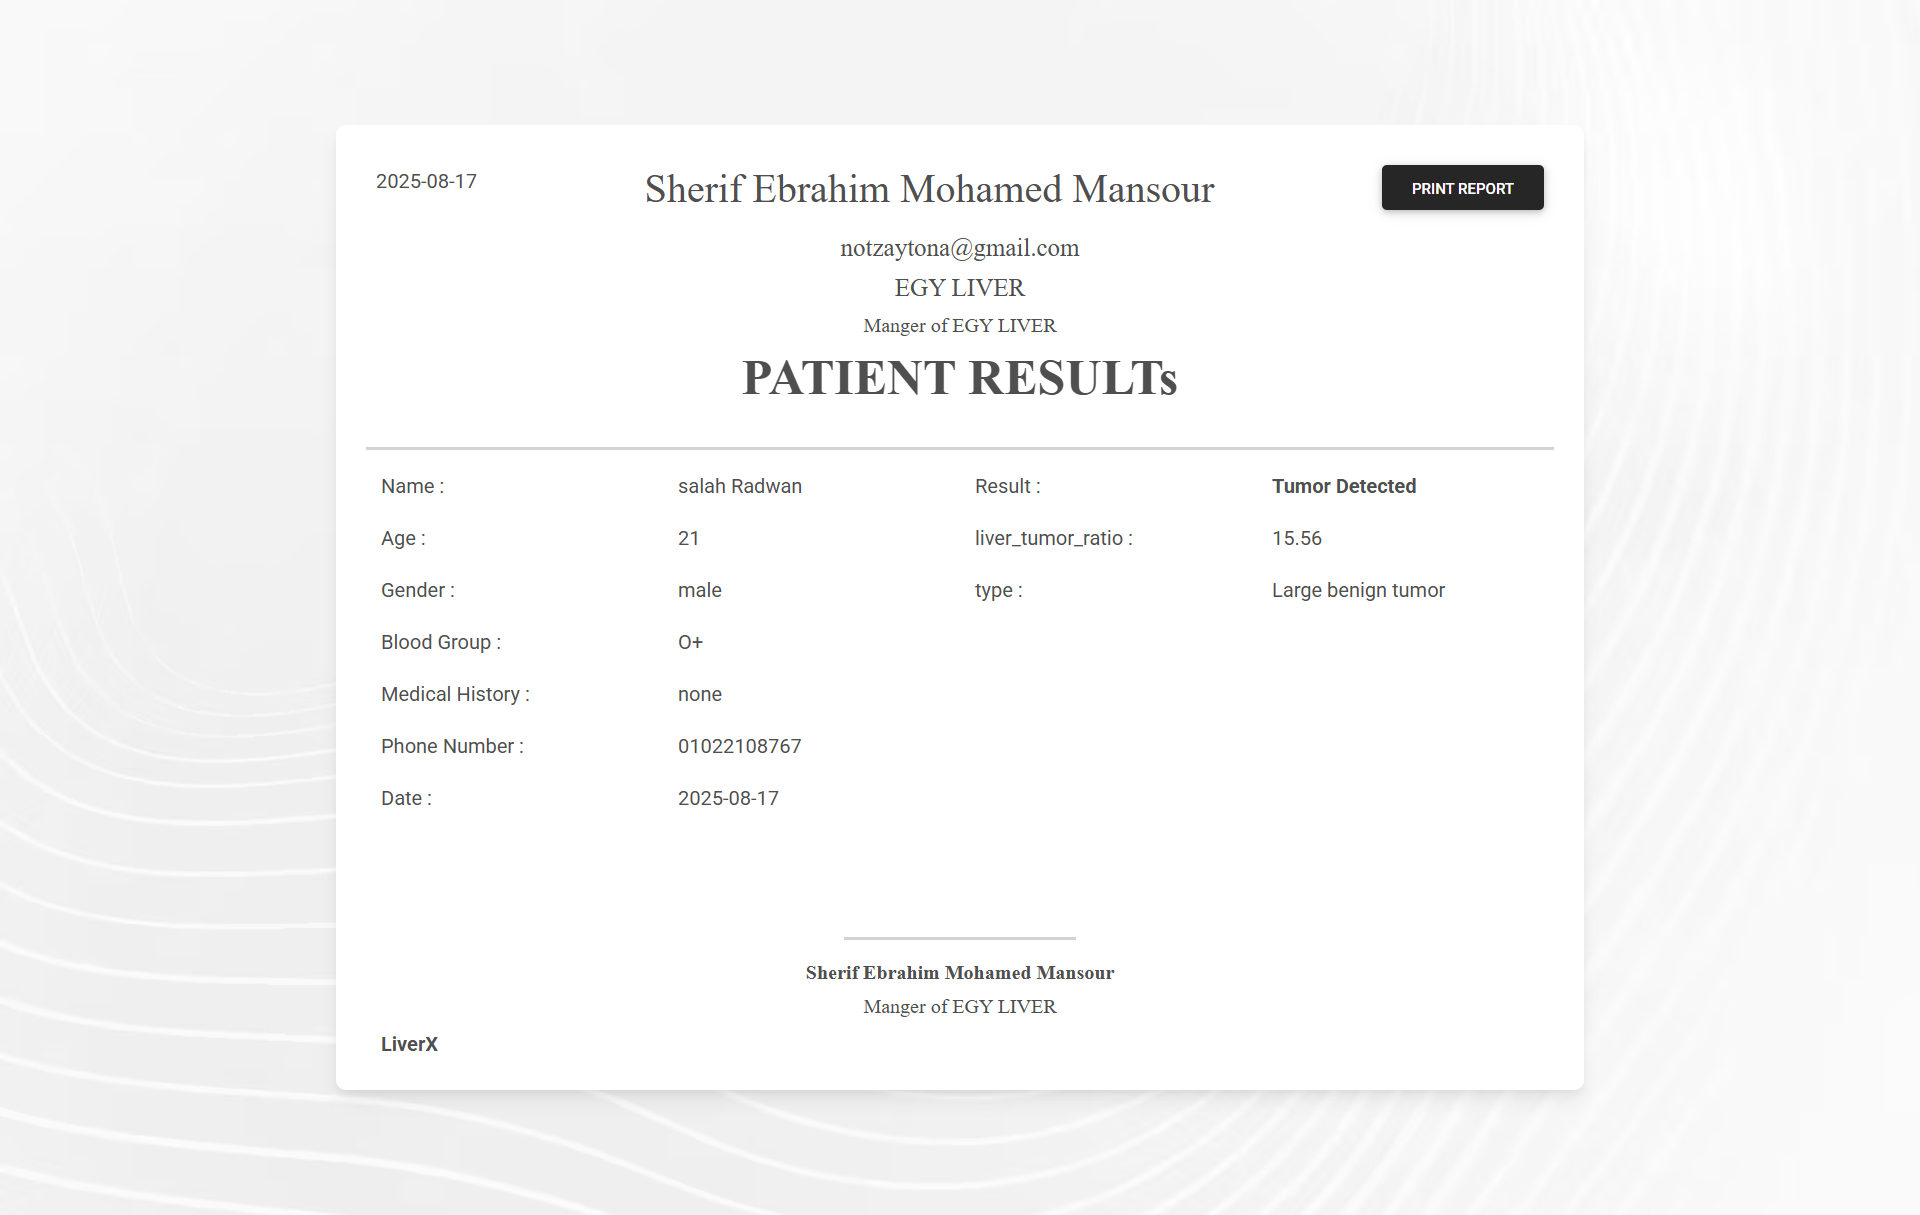 2025-08-17
Sherif Ebrahim Mohamed Mansour
PRINT REPORT
notzaytona@gmail.com
EGY LIVER
Manger of EGY LIVER
PATIENT RESULTs
Name : salah Radwan Result : Tumor Detected
Age : 21 liver_tumor_ratio : 15.56
Gender : male type : Large benign tumor
Blood Group : O+
Medical History : none
Phone Number : 01022108767
Date : 2025-08-17
Sherif Ebrahim Mohamed Mansour
Manger of EGY LIVER
LiverX